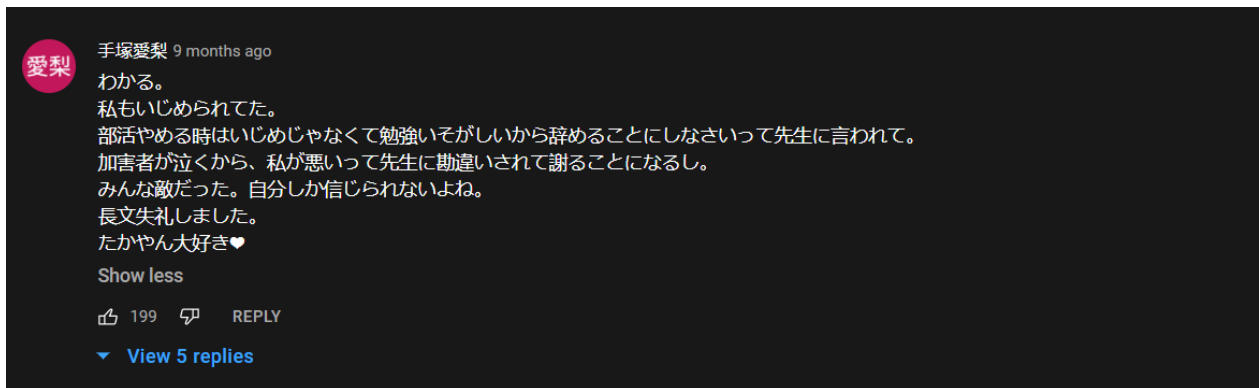 愛梨
手塚愛梨 9 months ago
わかる。
私もいじめられてた。
部活やめる時はいじめじゃなくて勉強いそがしいから辞めることにしなさいって先生に言われて。
加害者が泣くから、私が悪いって先生に勘違いされて謝ることになるし。
みんな敵だった。自分しか信じられないよね。
長文失礼しました。
たかやん大好き❤
Show less
199 REPLY
View 5 replies